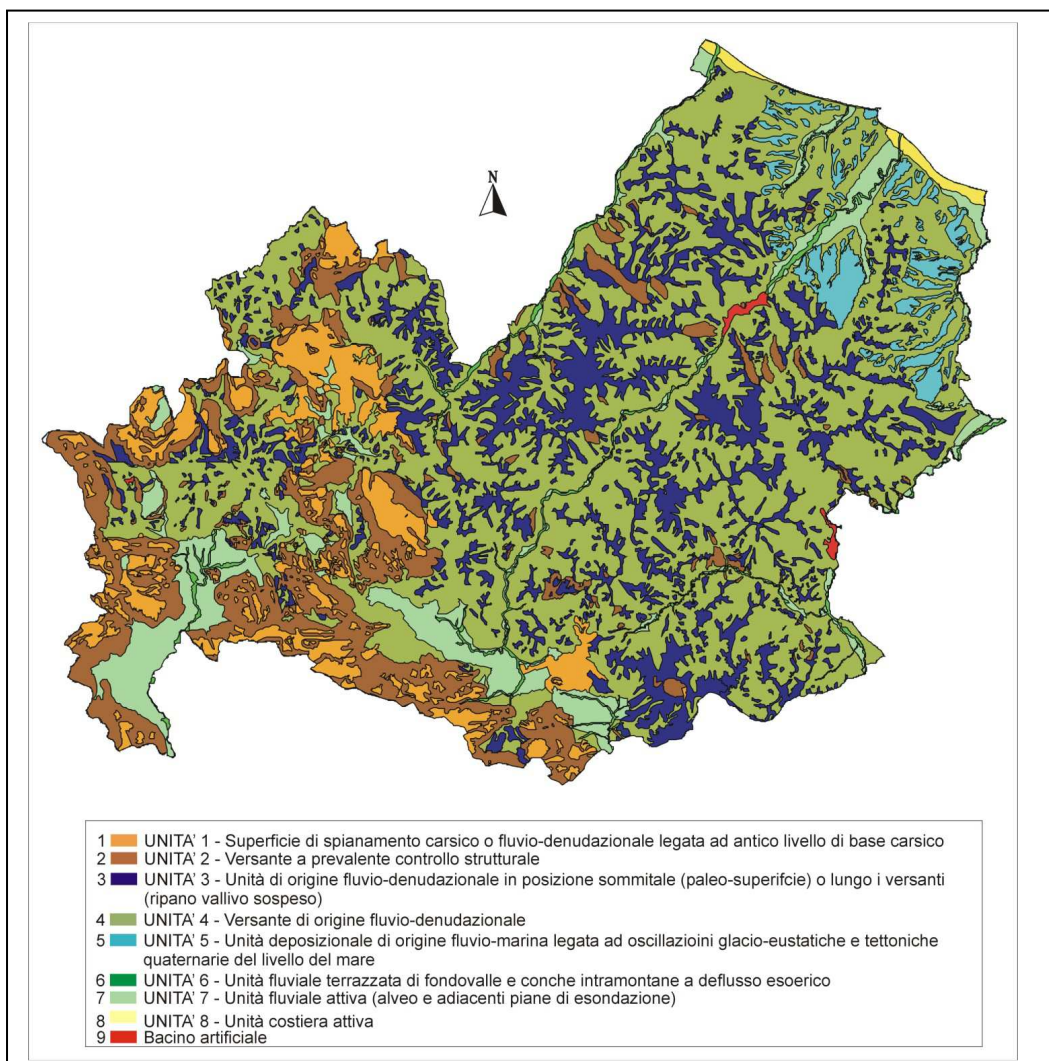 N
1 UNITA' 1 - Superficie di spianamento carsico o fluvio-denudazionale legata ad antico livello di base carsico
2 UNITA' 2 - Versante a prevalente controllo strutturale
3 UNITA' 3 - Unità di origine fluvio-denudazionale in posizione sommitale (paleo-superifcie) o lungo i versanti
(ripano vallivo sospeso)
4 UNITA' 4 - Versante di origine fluvio-denudazionale
5 UNITA' 5 - Unità deposizionale di origine fluvio-marina legata ad oscillazioini glacio-eustatiche e tettoniche
quaternarie del livello del mare
6 UNITA' 6 - Unità fluviale terrazzata di fondovalle e conche intramontane a deflusso esoerico
7 UNITA' 7 - Unità fluviale attiva (alveo e adiacenti piane di esondazione)
8 UNITA' 8 - Unità costiera attiva
9 Bacino artificiale